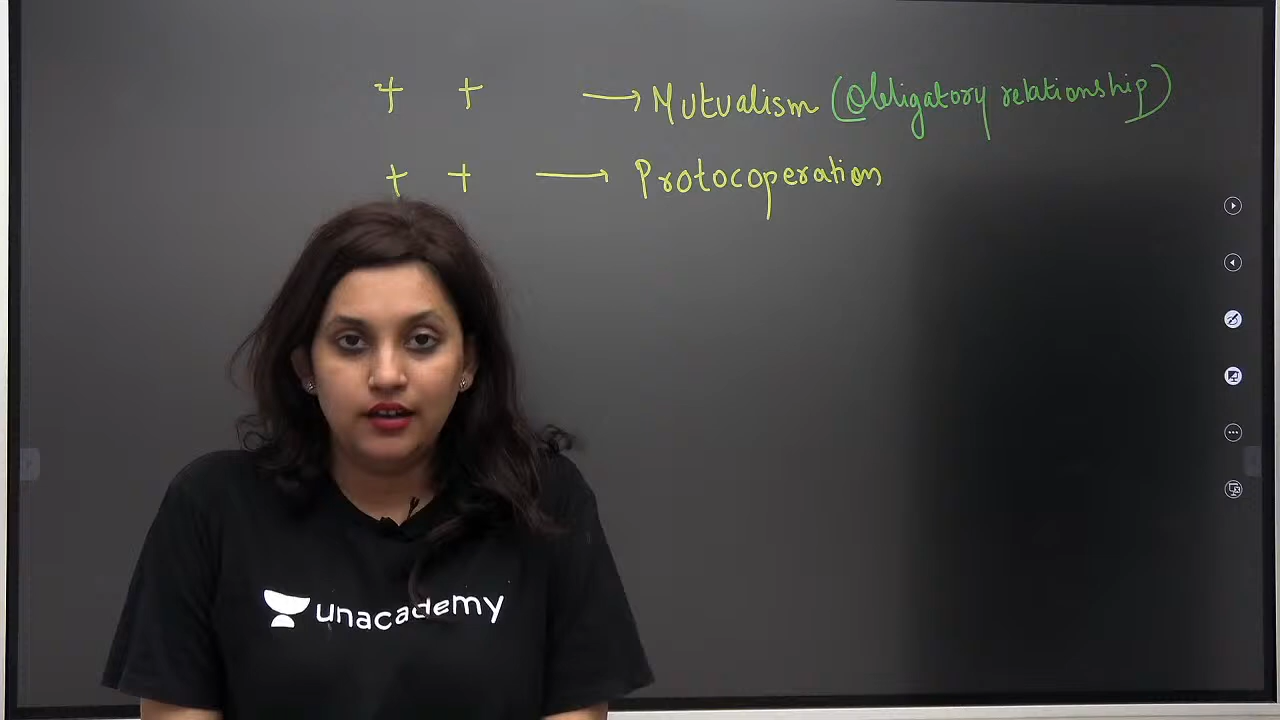 + + → Mutualism (Obligatory relationship)
+ + → Protocoperation
unacademy